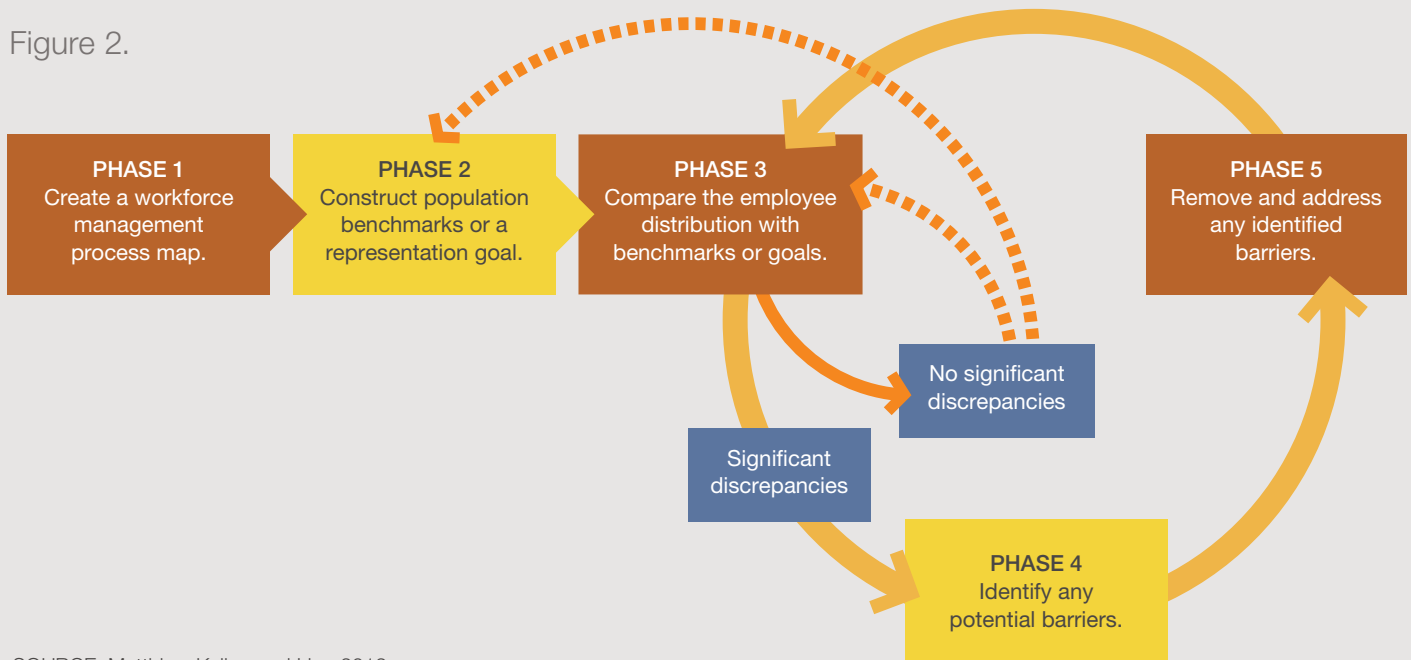 Figure 2.
PHASE 1
Create a workforce
management
process map.
PHASE 2
Construct population
benchmarks or a
representation goal.
PHASE 3
Compare the employee
distribution with
benchmarks or goals.
PHASE 5
Remove and address
any identified
barriers.
No significant
discrepancies
Significant
discrepancies
PHASE 4
Identify any
potential barriers.
SOURCE: